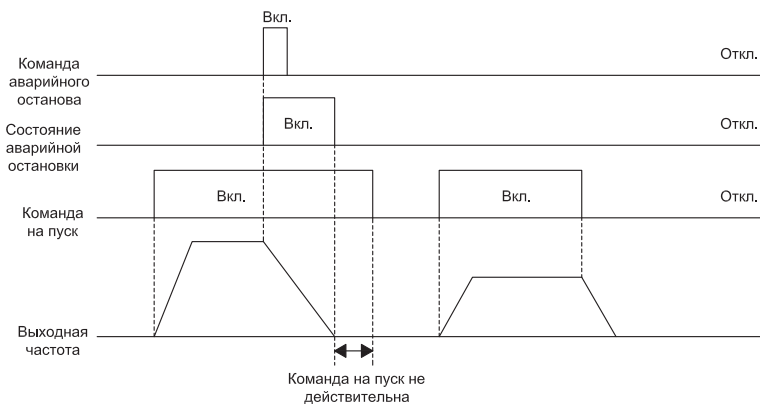 Вкл.
Команда
аварийного
останова
Откл.
Состояние
аварийной
остановки
Вкл.
Откл.
Команда
на пуск
Вкл.
Вкл.
Откл.
Выходная
частота
Команда на пуск не
действительна